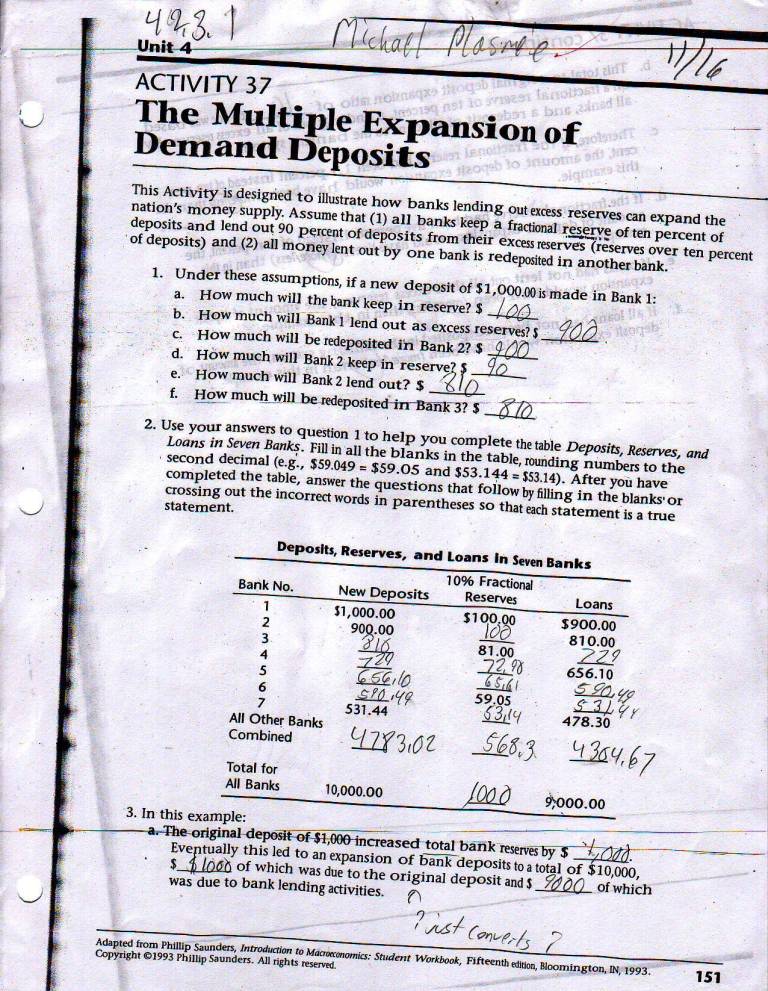 423.1
Michael
11/16
Unit 4
ACTIVITY 37
The Multiple Expansion of
Demand Deposits
This Activity is designed to illustrate how banks lending out excess reserves can expand the
nation's money supply. Assume that (1) all banks keep a fractional reserve of ten percent of
deposits and lend out 90 percent of deposits from their excess reserves (reserves over ten percent
of deposits) and (2) all money lent out by one bank is redeposited in another bank.
1. Under these assumptions, if a new deposit of $1,000.00 is made in Bank 1:
a. How much will the bank keep in reserve? $ 100
b. How much will Bank 1 lend out as excess reserves? $ 900
c. How much will be redeposited in Bank 2? $ 900
d. How much will Bank 2 keep in reserve? $ 90
e. How much will Bank 2 lend out? $ 810
f. How much will be redeposited in Bank 3? $ 810
2. Use your answers to question 1 to help you complete the table Deposits, Reserves, and
Loans in Seven Banks. Fill in all the blanks in the table, rounding numbers to the
second decimal (e.g., $59.049 = $59.05 and $53.144 = $53.14). After you have
completed the table, answer the questions that follow by filling in the blanks or
crossing out the incorrect words in parentheses so that each statement is a true
statement.
Deposits, Reserves, and Loans in Seven Banks
10% Fractional
Bank No. New Deposits Reserves Loans
1 $1,000.00 $100.00 $900.00
2 900.00 100 810.00
3 810 81.00 729
4 729 72.90 656.10
5 656.10 65.61 590.49
6 590.49 59.05 531.44
7 531.44 53.14 478.30
All Other Banks
Combined 4783.02 568.3 4304.67
Total for
All Banks 10,000.00 1000 9,000.00
3. In this example:
a. The original deposit of $1,000 increased total bank reserves by $ 1,000.
Eventually this led to an expansion of bank deposits to a total of $10,000,
$ $1000 of which was due to the original deposit and $ 9000 of which
was due to bank lending activities.
? just converts ?
Adapted from Phillip Saunders, Introduction to Macroeconomics: Student Workbook, Fifteenth edition, Bloomington, IN, 1993.
Copyright ©1993 Phillip Saunders. All rights reserved.
151